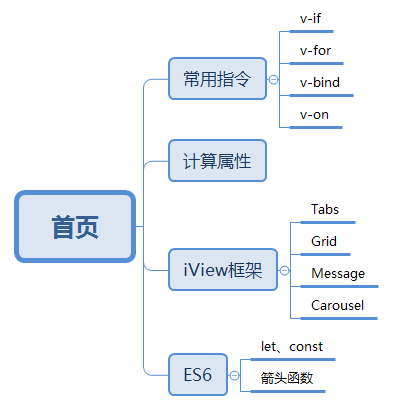 首页
常用指令
v-if
v-for
v-bind
v-on
计算属性
iView框架
Tabs
Grid
Message
Carousel
ES6
let、const
箭头函数